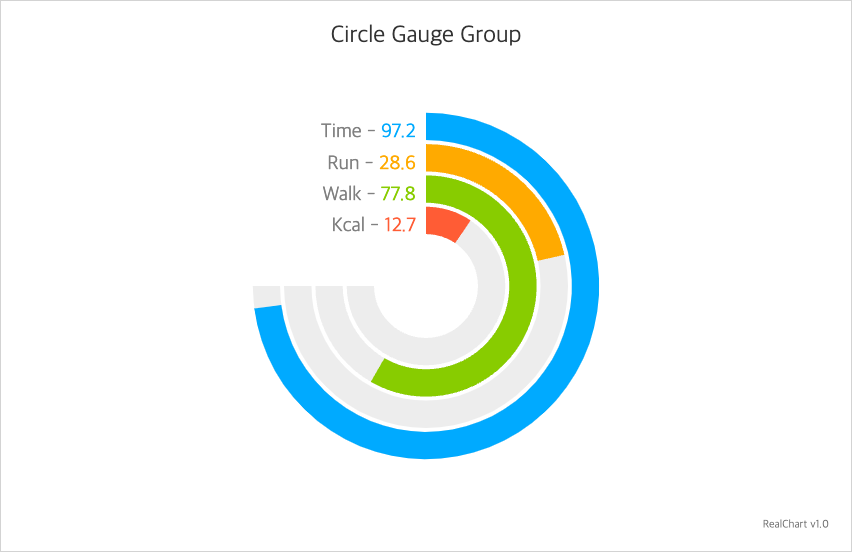 Circle Gauge Group
Time - 97.2
Run - 28.6
Walk - 77.8
Kcal - 12.7
RealChart v1.0